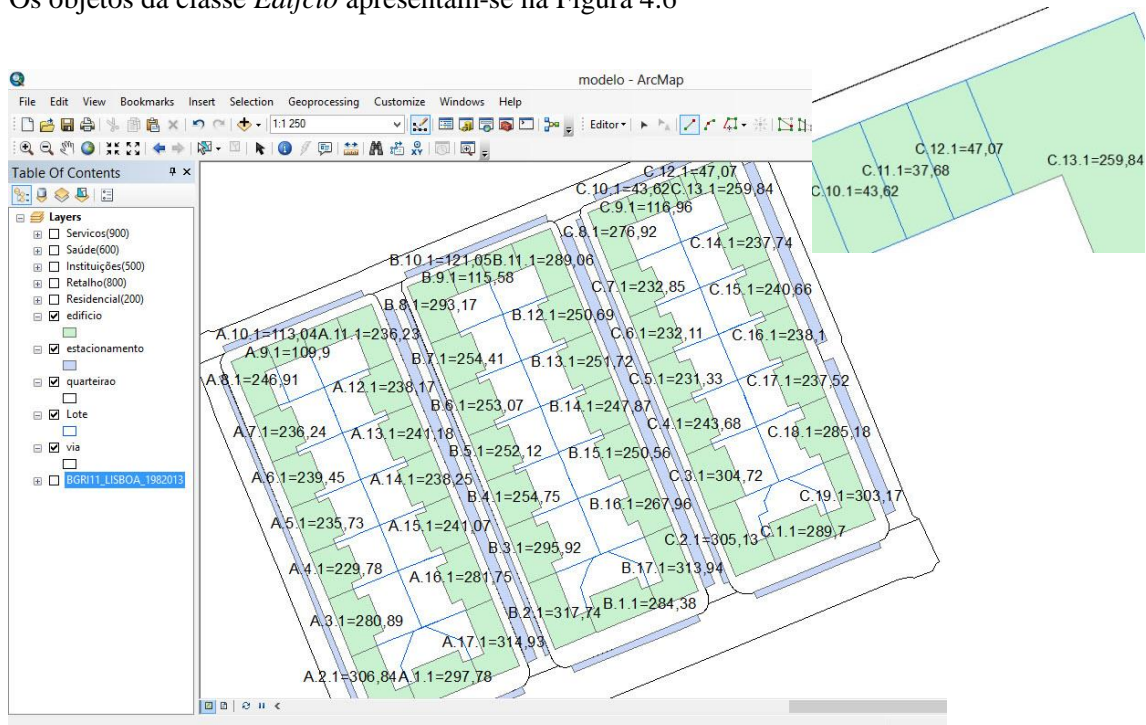 Os objetos da classe Edifcio apresentam-se na Figura 4.6
modelo - ArcMap
File Edit View Bookmarks Insert Selection Geoprocessing Customize Windows Help
1:1 250
Editor
Table Of Contents
Layers
Servicos(900)
Saúde(600)
Instituições(500)
Retalho(800)
Residencial(200)
edificio
estacionamento
quarteirao
Lote
via
BGRI11_LISBOA_1982013
C.12.1=47,07
C.10.1=43,62C.13.1=259,84
C.9.1=116,96
C.8.1=276,92
C.14.1=237,74
B.10.1=121,05B.11.1=289,06
B.9.1=115,58
C.7.1=232,85
C.15.1=240,66
B.8.1=293,17
B.12.1=250,69
A.10.1=113,04A.11.1=236,23
C.6.1=232,11
C.16.1=238,1
A.9.1=109,9
B.7.1=254,41
B.13.1=251,72
A.8.1=246,91
A.12.1=238,17
C.5.1=231,33
C.17.1=237,52
B.6.1=253,07
B.14.1=247,87
A.7.1=236,24
A.13.1=241,18
C.4.1=243,68
C.18.1=285,18
B.5.1=252,12
B.15.1=250,56
A.6.1=239,45
A.14.1=238,25
C.3.1=304,72
B.4.1=254,75
B.16.1=267,96
C.19.1=303,17
A.5.1=235,73
A.15.1=241,07
C.2.1=305,13
C.1.1=289,7
B.3.1=295,92
A.4.1=229,78
A.16.1=281,75
B.17.1=313,94
A.3.1=280,89
B.2.1=317,74
B.1.1=284,38
A.17.1=314,93
A.2.1=306,84A.1.1=297,78
C.12.1=47,07
C.13.1=259,84
C.11.1=37,68
C.10.1=43,62